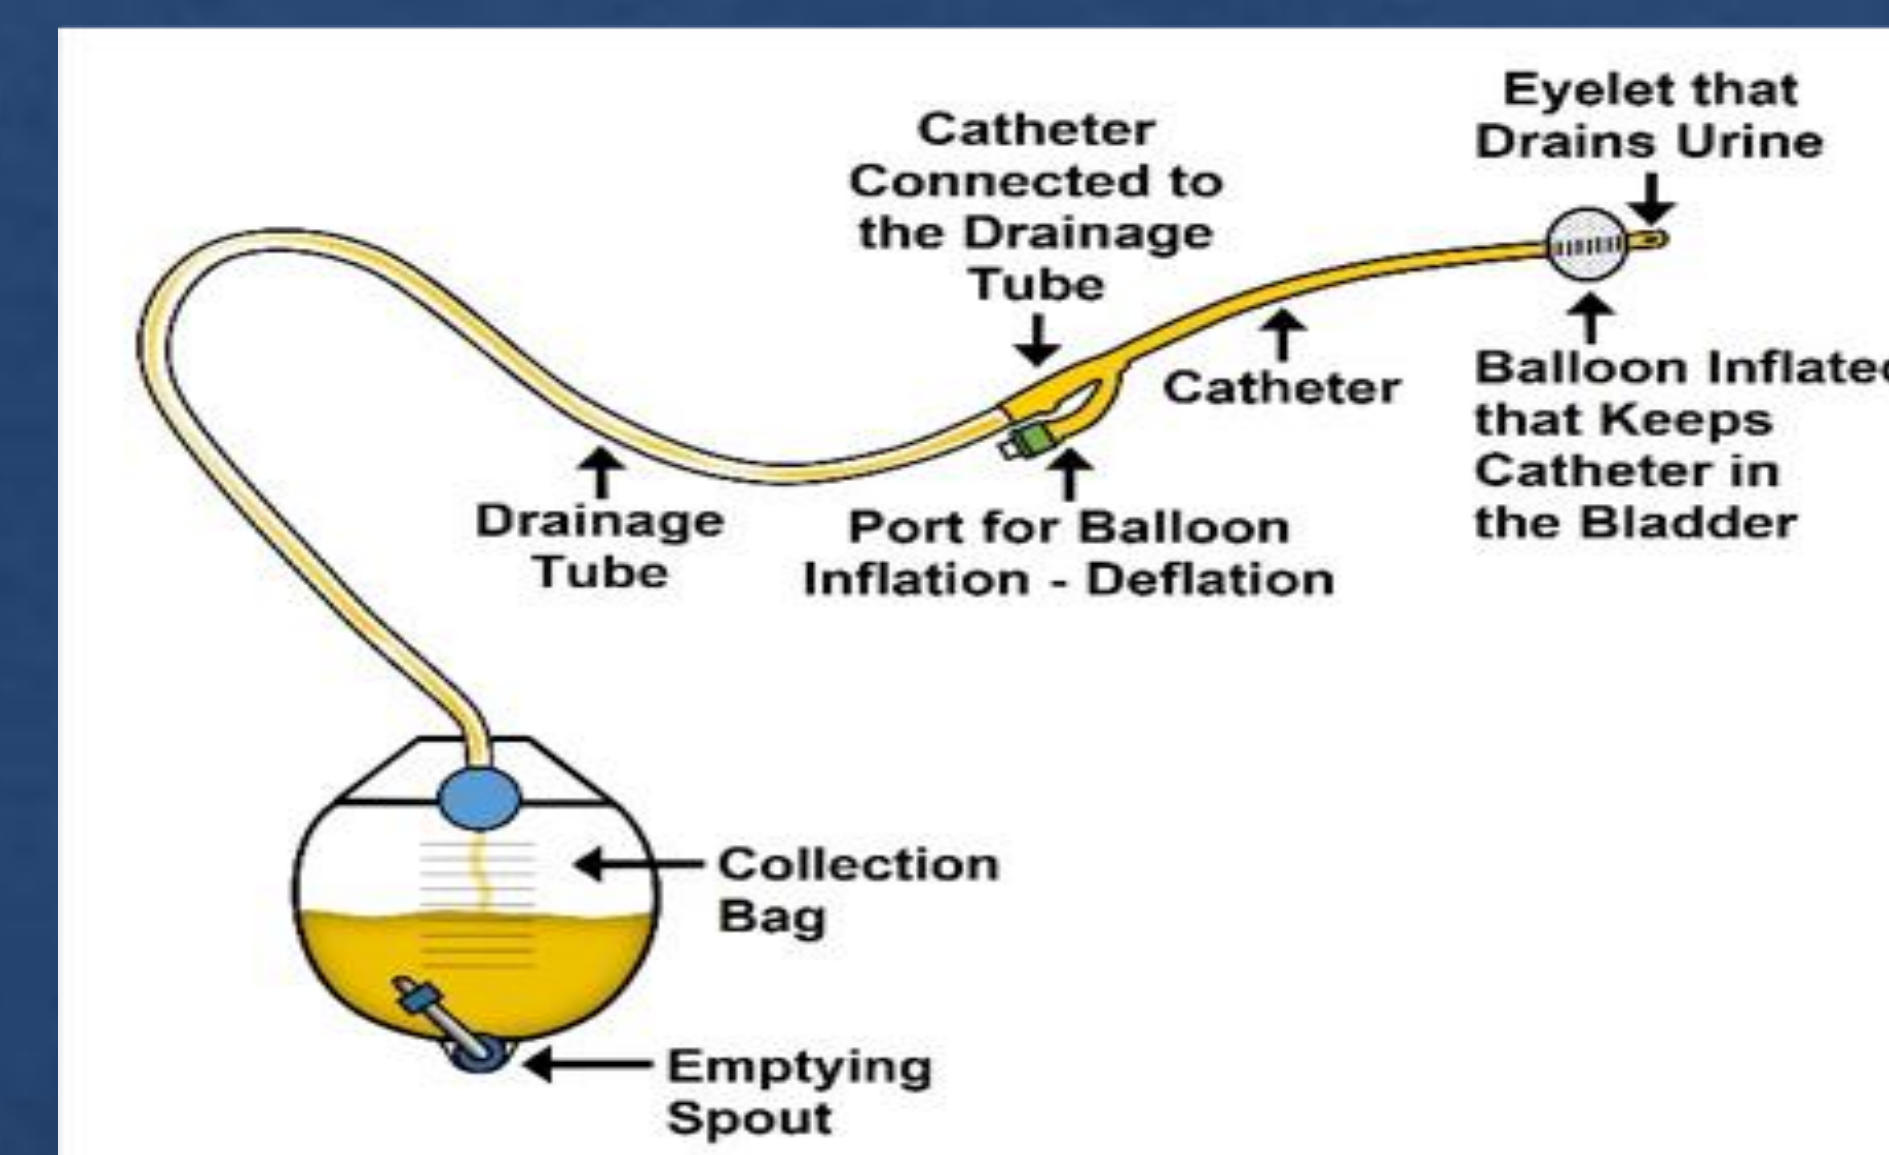 Eyelet that
Drains Urine
Catheter
Connected to
the Drainage
Tube
Catheter
Balloon Inflated
that Keeps
Catheter in
the Bladder
Drainage
Tube
Port for Balloon
Inflation - Deflation
Collection
Bag
Emptying
Spout